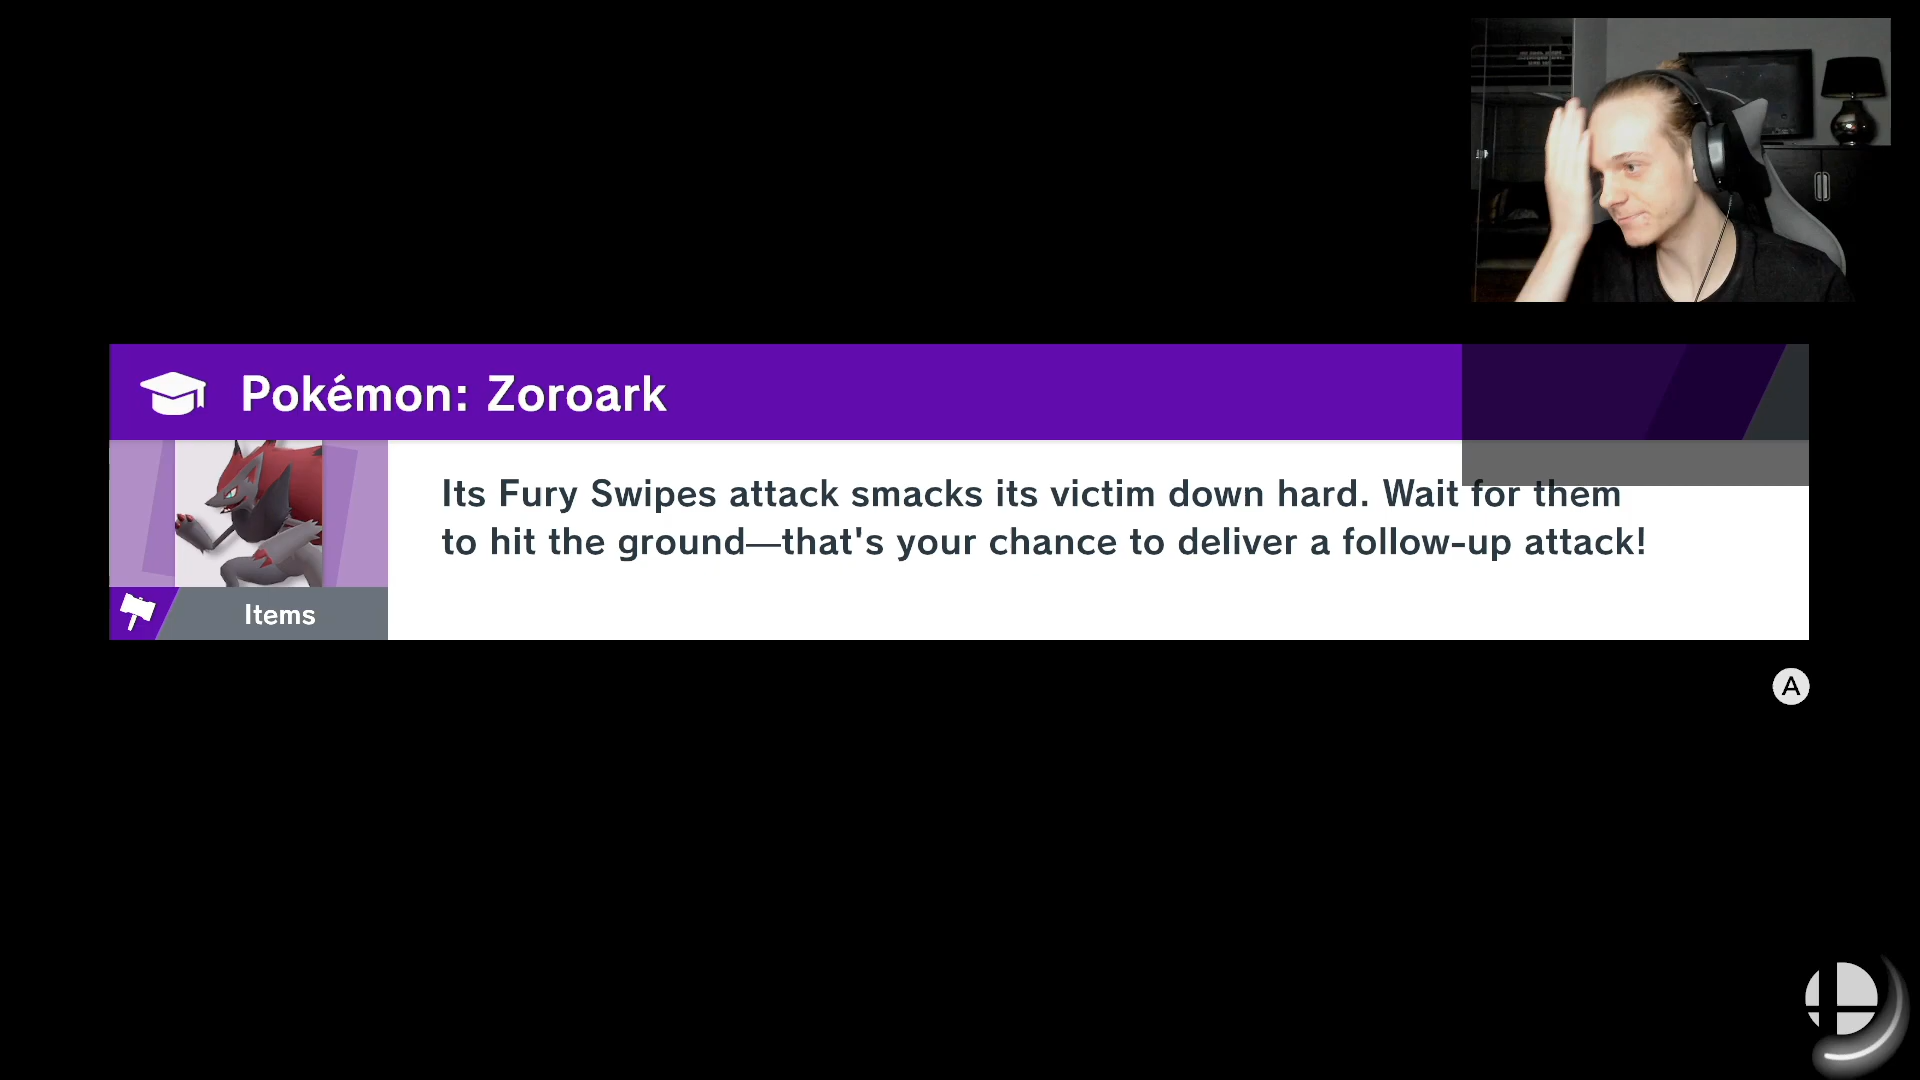 Pokémon: Zoroark
Its Fury Swipes attack smacks its victim down hard. Wait for them
to hit the ground—that's your chance to deliver a follow-up attack!
Items
A